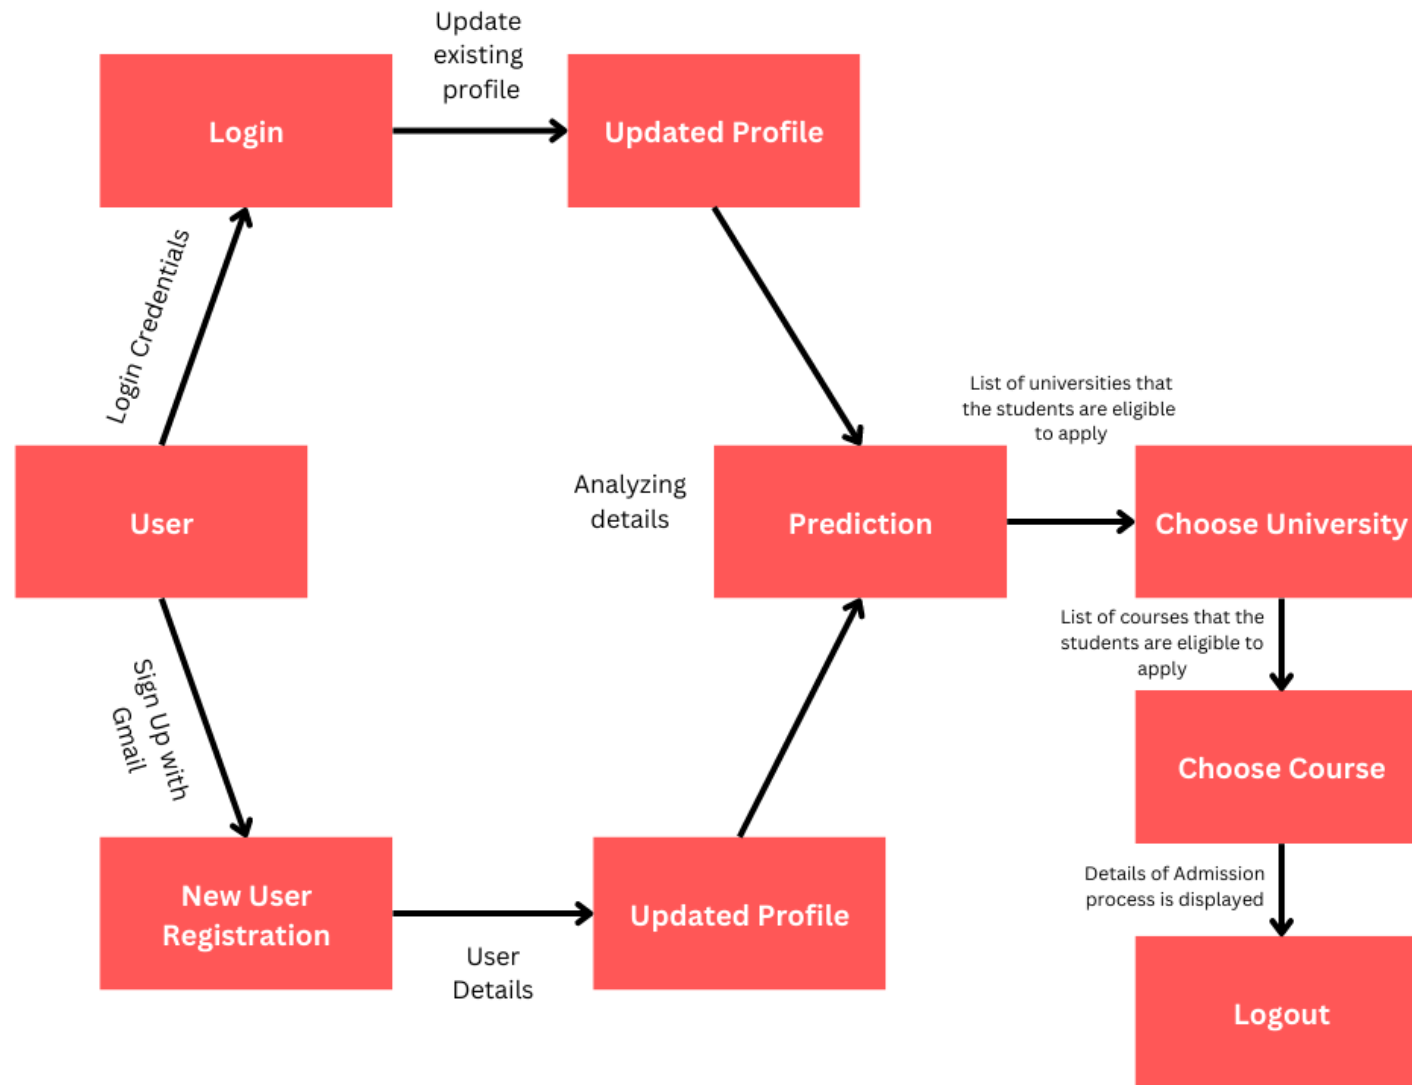 Update
existing
profile
Login
Updated Profile
Login Credentials
List of universities that
the students are eligible
to apply
Analyzing
details
User
Prediction
Choose University
List of courses that the
students are eligible to
apply
Sign Up with
Gmail
Choose Course
Details of Admission
process is displayed
New User
Registration
Updated Profile
User
Details
Logout